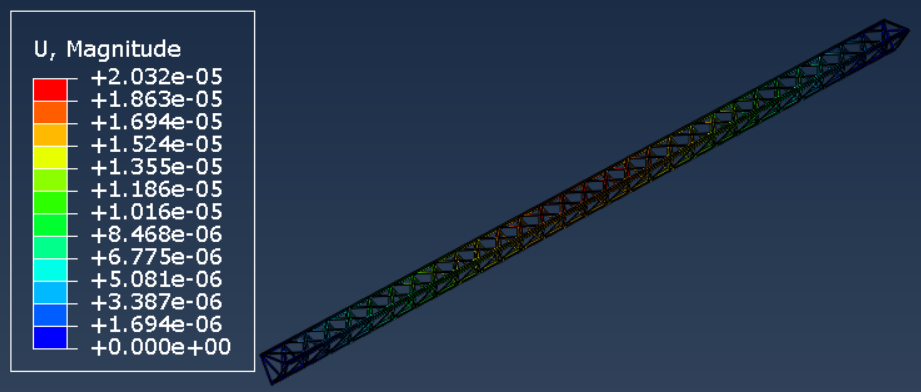 U, Magnitude
+2.032e-05
+1.863e-05
+1.694e-05
+1.524e-05
+1.355e-05
+1.186e-05
+1.016e-05
+8.468e-06
+6.775e-06
+5.081e-06
+3.387e-06
+1.694e-06
+0.000e+00